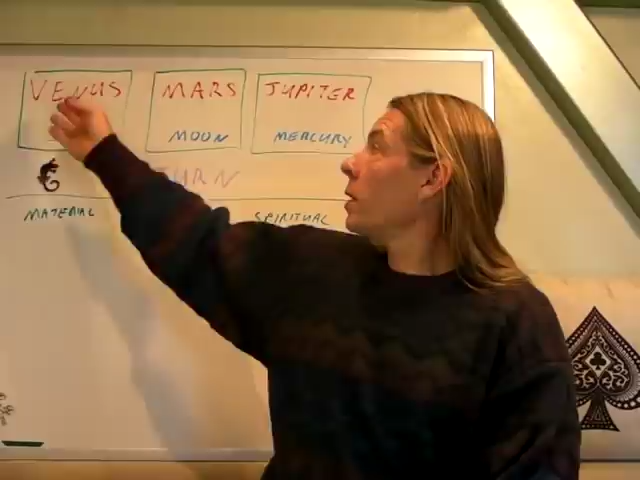 VENUS MARS JUPITER
MOON MERCURY
MATERIAL SPIRITUAL